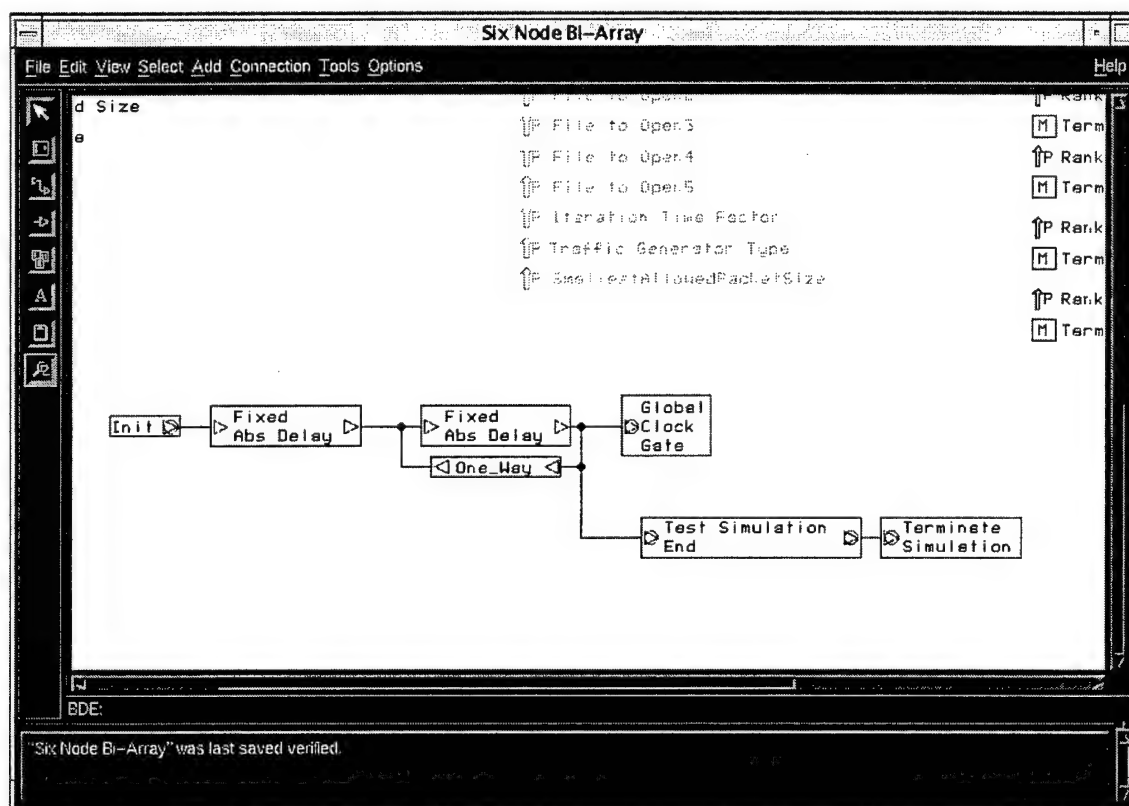 Six Node Bi-Array
File Edit View Select Add Connection Tools Options Help
d Size
e
P File to Open2
P File to Open3
P File to Open4
P File to Open5
P Iteration Time Factor
P Traffic Generator Type
P SmallestAllowedPacketSize
P Rank
M Term
P Rank
M Term
P Rank
M Term
P Rank
M Term
A
Init
Fixed
Abs Delay
Fixed
Abs Delay
Global
Clock
Gate
One_Way
Test Simulation
End
Terminate
Simulation
BDE:
"Six Node Bi-Array" was last saved verified.